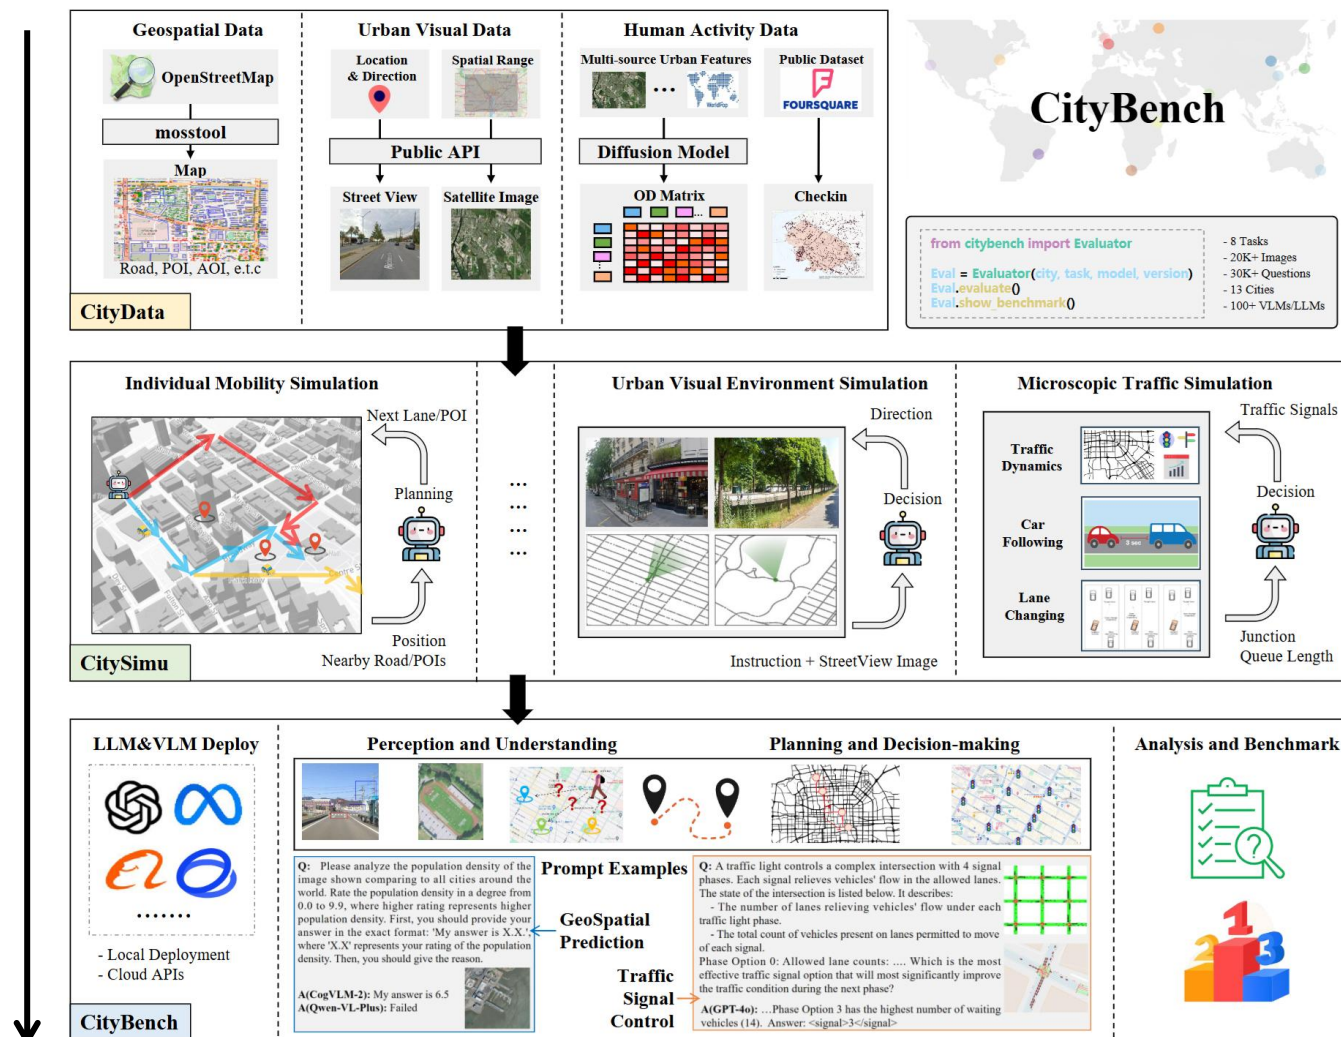 Geospatial Data
OpenStreetMap
mosstool
Map
Road, POI, AOI, e.t.c
CityData
Urban Visual Data
Location
& Direction
Spatial Range
Public API
Street View
Satellite Image
Human Activity Data
Multi-source Urban Features
...
WorldPop
Public Dataset
FOURSQUARE
Diffusion Model
OD Matrix
...
Checkin
CityBench
from citybench import Evaluator
Eval = Evaluator(city, task, model, version)
Eval.evaluate()
Eval.show_benchmark()
- 8 Tasks
- 20K+ Images
- 30K+ Questions
- 13 Cities
- 100+ VLMs/LLMs
Individual Mobility Simulation
Next Lane/POI
Planning
Position
Nearby Road/POIs
CitySimu
...
...
...
...
Urban Visual Environment Simulation
Direction
Decision
Instruction + StreetView Image
Microscopic Traffic Simulation
Traffic
Dynamics
Car
Following
3 sec
Lane
Changing
Traffic Signals
Decision
Junction
Queue Length
LLM&VLM Deploy
.......
- Local Deployment
- Cloud APIs
CityBench
Perception and Understanding
Planning and Decision-making
? ? ?
Prompt Examples
Q: Please analyze the population density of the
image shown comparing to all cities around the
world. Rate the population density in a degree from
0.0 to 9.9, where higher rating represents higher
population density. First, you should provide your
answer in the exact format: 'My answer is X.X.',
where 'X.X' represents your rating of the population
density. Then, you should give the reason.
A(CogVLM-2): My answer is 6.5
A(Qwen-VL-Plus): Failed
GeoSpatial
Prediction
Traffic
Signal
Control
Q: A traffic light controls a complex intersection with 4 signal
phases. Each signal relieves vehicles' flow in the allowed lanes.
The state of the intersection is listed below. It describes:
- The number of lanes relieving vehicles' flow under each
traffic light phase.
- The total count of vehicles present on lanes permitted to move
of each signal.
Phase Option 0: Allowed lane counts: .... Which is the most
effective traffic signal option that will most significantly improve
the traffic condition during the next phase?
A(GPT-4o): ...Phase Option 3 has the highest number of waiting
vehicles (14). Answer: <signal>3</signal>
Analysis and Benchmark
?
1
2
3